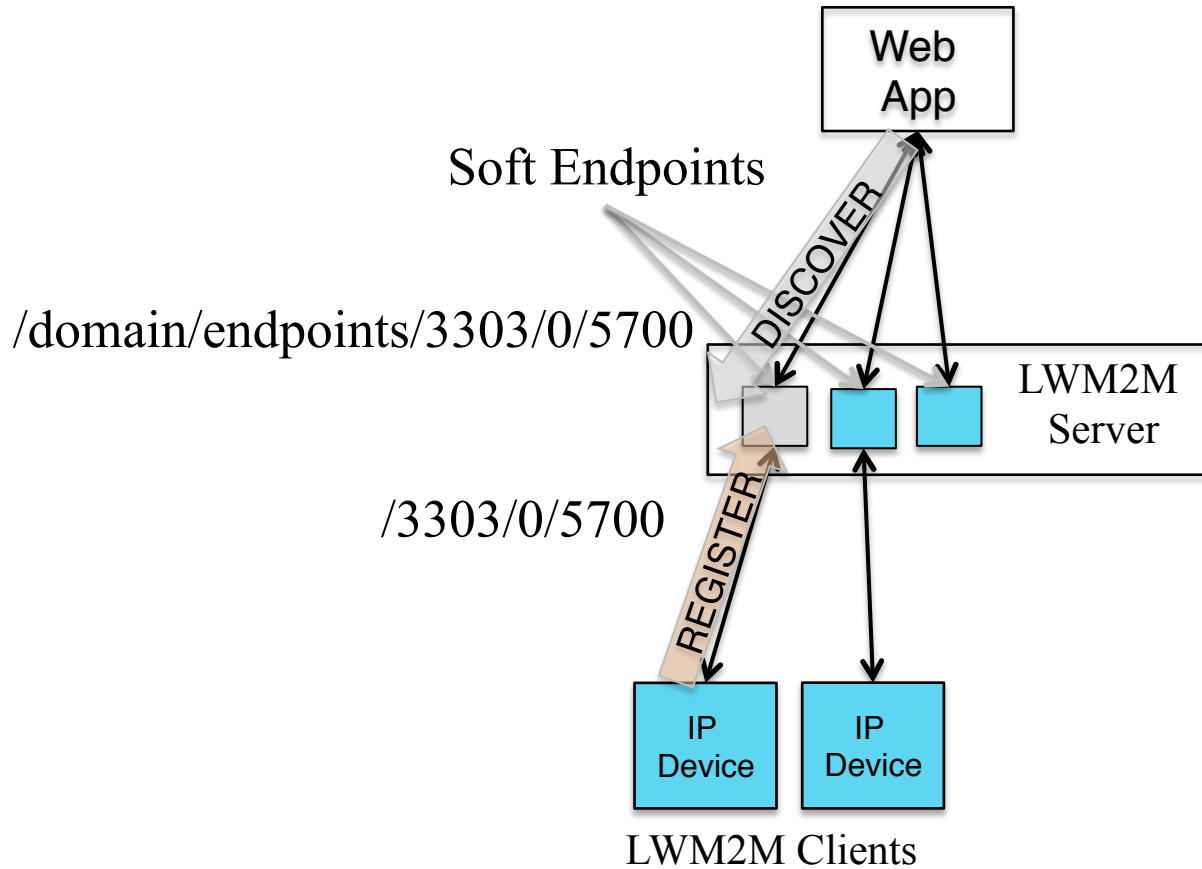 Web
App
Soft Endpoints
DISCOVER
/domain/endpoints/3303/0/5700
LWM2M
Server
/3303/0/5700
REGISTER
IP
Device
IP
Device
LWM2M Clients